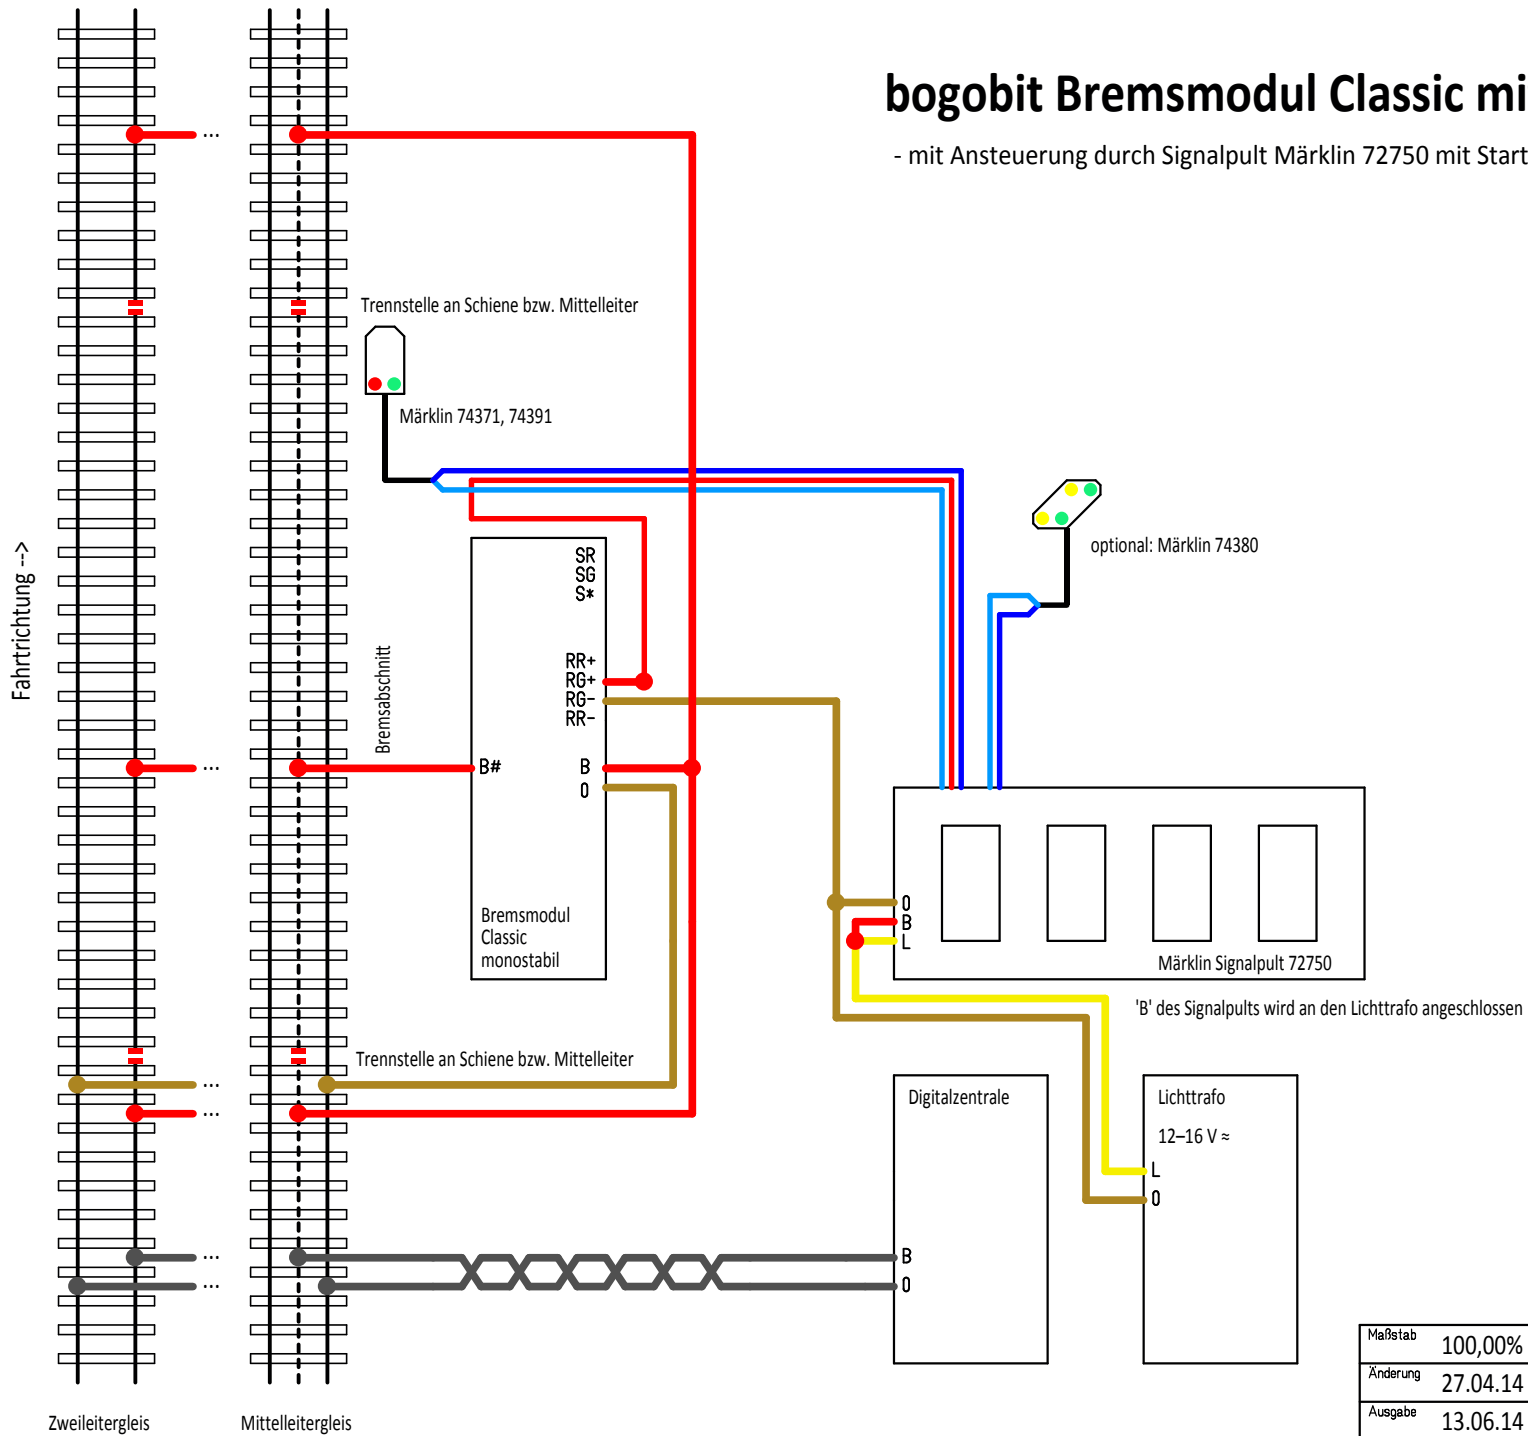 bogobit Bremsmodul Classic mi
- mit Ansteuerung durch Signalpult Märklin 72750 mit Start
...
Trennstelle an Schiene bzw. Mittelleiter
Märklin 74371, 74391
optional: Märklin 74380
Fahrtrichtung -->
Bremsabschnitt
SR
SG
S*
RR+
RG+
RG-
RR-
...
B#
B
0
Bremsmodul
Classic
monostabil
0
B
L
Märklin Signalpult 72750
'B' des Signalpults wird an den Lichttrafo angeschlossen
Trennstelle an Schiene bzw. Mittelleiter
...
...
Digitalzentrale
Lichttrafo
12–16 V ≈
L
0
...
B
...
0
Maßstab 100,00%
Änderung 27.04.14
Ausgabe 13.06.14
Zweileitergleis
Mittelleitergleis